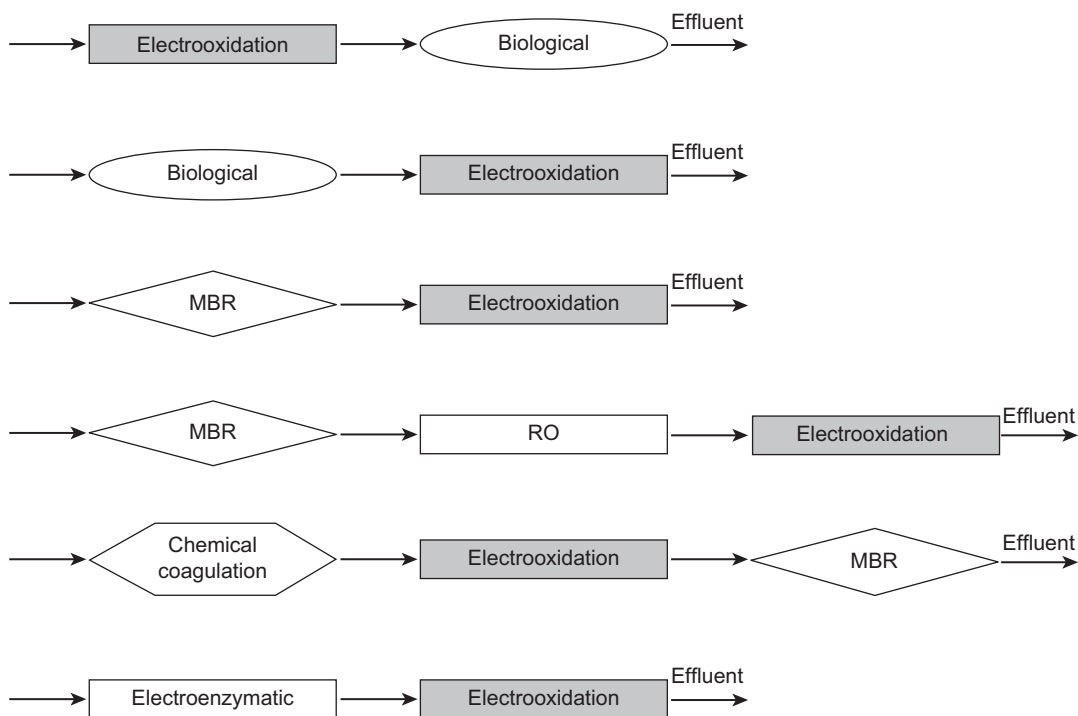 Electrooxidation
Biological
Effluent
Biological
Electrooxidation
Effluent
MBR
Electrooxidation
Effluent
MBR
RO
Electrooxidation
Effluent
Chemical
coagulation
Electrooxidation
MBR
Effluent
Electroenzymatic
Electrooxidation
Effluent